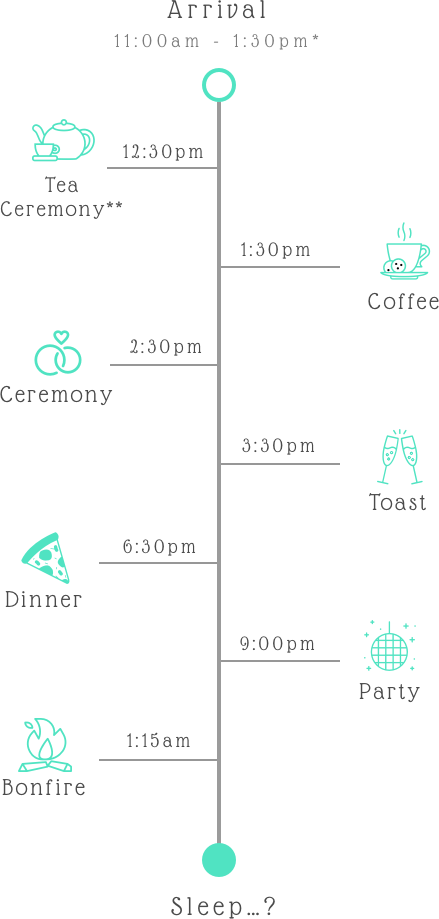 Arrival
11:00am - 1:30pm*
12:30pm
Tea
Ceremony**
1:30pm
Coffee
2:30pm
Ceremony
3:30pm
Toast
6:30pm
Dinner
9:00pm
Party
1:15am
Bonfire
Sleep...?